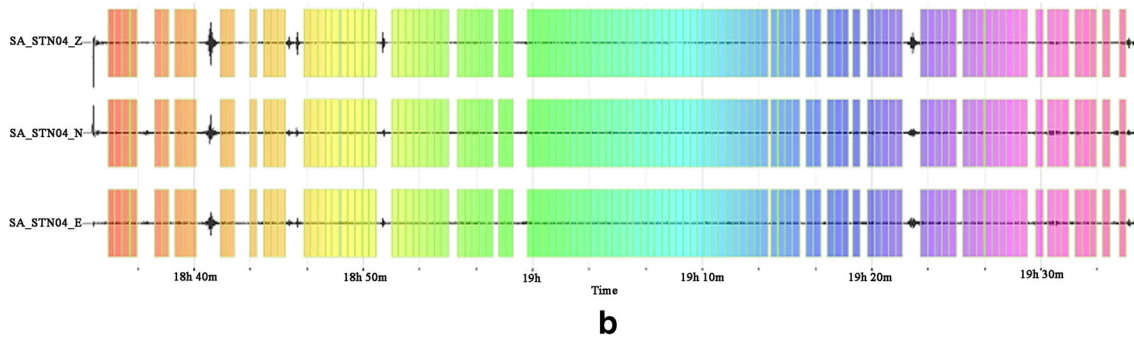 SA_STN04_Z
SA_STN04_N
SA_STN04_E
18h 40m 18h 50m 19h 19h 10m 19h 20m 19h 30m
Time
b